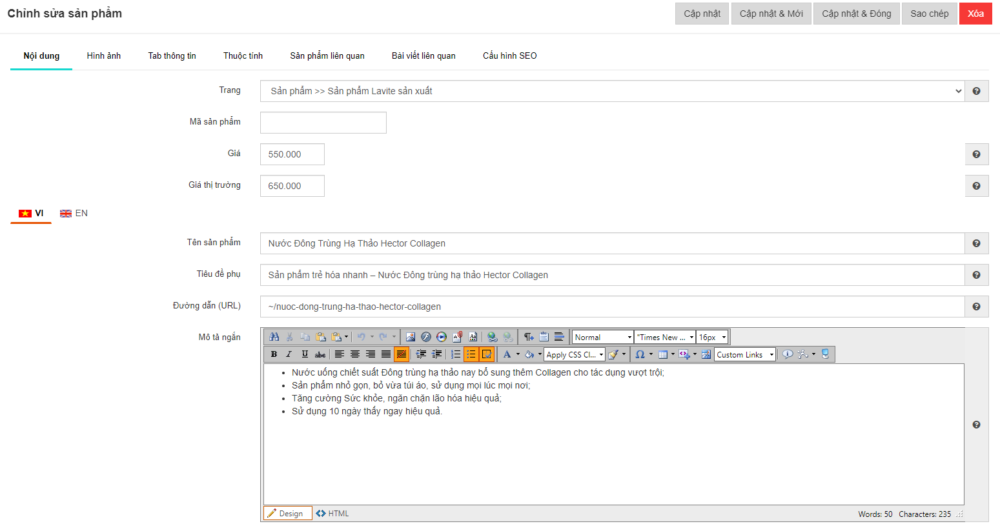 Chỉnh sửa sản phẩm
Cập nhật
Cập nhật & Mới
Cập nhật & Đóng
Sao chép
Xóa
Nội dung
Hình ảnh
Tab thông tin
Thuộc tính
Sản phẩm liên quan
Bài viết liên quan
Cấu hình SEO
Trang
Sản phẩm >> Sản phẩm Lavite sản xuất
Mã sản phẩm
Giá
550.000
Giá thị trường
650.000
VI
EN
Tên sản phẩm
Nước Đông Trùng Hạ Thảo Hector Collagen
Tiêu đề phụ
Sản phẩm trẻ hóa nhanh – Nước Đông trùng hạ thảo Hector Collagen
Đường dẫn (URL)
~/nuoc-dong-trung-ha-thao-hector-collagen
Mô tả ngắn
Normal
"Times New ...
16px
B I U abc
A
Apply CSS Cl...
Ω
Custom Links
• Nước uống chiết suất Đông trùng hạ thảo nay bổ sung thêm Collagen cho tác dụng vượt trội;
• Sản phẩm nhỏ gọn, bỏ vừa túi áo, sử dụng mọi lúc mọi nơi;
• Tăng cường Sức khỏe, ngăn chặn lão hóa hiệu quả;
• Sử dụng 10 ngày thấy ngay hiệu quả.
Design
HTML
Words: 50 Characters: 235